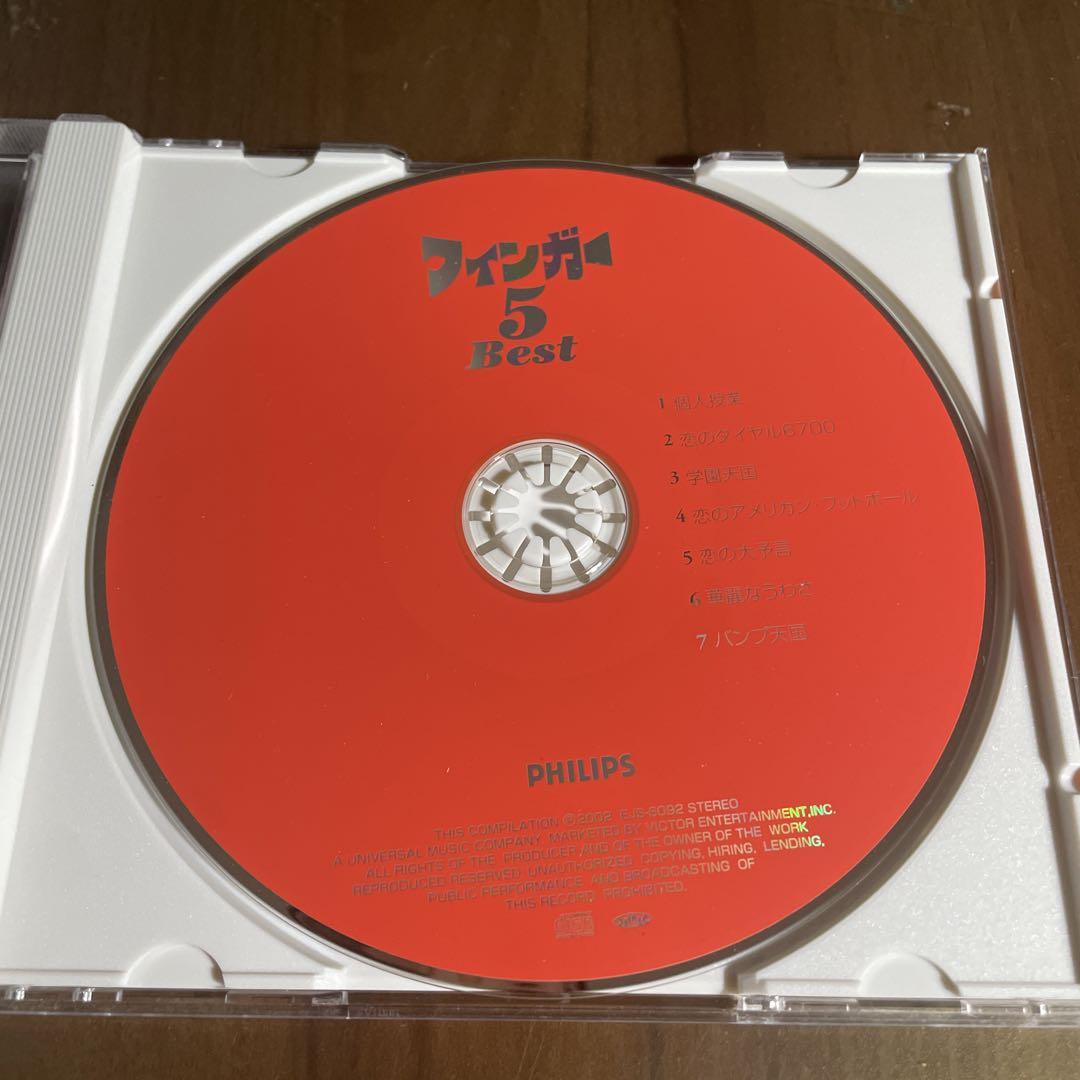 フィンガー
5
Best
1 個人授業
2 恋のダイヤル6700
3 学園天国
4 恋のアメリカン・フットボール
5 恋の大予言
6 華麗なうわさ
7 バンプ天国
PHILIPS
THIS COMPILATION ℗©2002 EJS-6092 STEREO
A UNIVERSAL MUSIC COMPANY. MARKETED BY VICTOR ENTERTAINMENT,INC.
ALL RIGHTS OF THE PRODUCER,AND OF THE OWNER OF THE WORK
REPRODUCED RESERVED. UNAUTHORIZED COPYING, HIRING, LENDING,
PUBLIC PERFORMANCE AND BROADCASTING OF
THIS RECORD PROHIBITED.